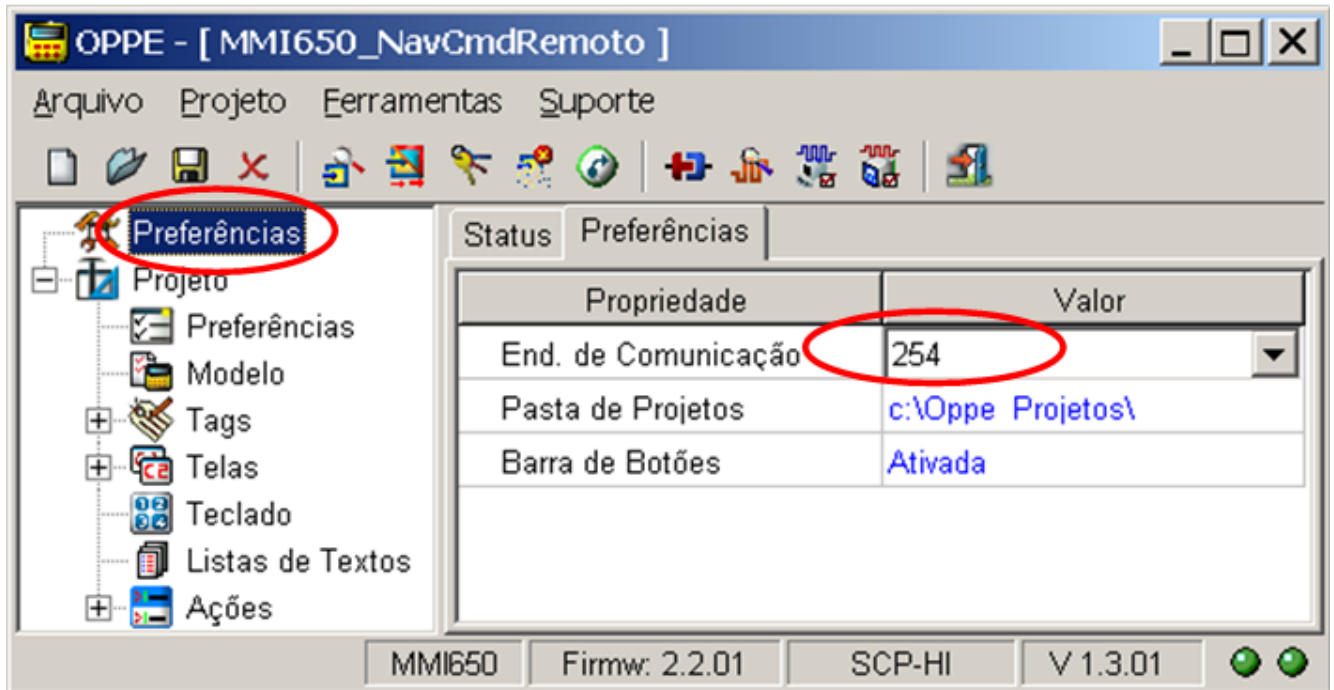 OPPE - [ MMI650_NavCmdRemoto ]
Arquivo Projeto Ferramentas Suporte
Preferências
Projeto
Preferências
Modelo
Tags
Telas
Teclado
Listas de Textos
Ações
Status Preferências
Propriedade Valor
End. de Comunicação 254
Pasta de Projetos c:\Oppe Projetos\
Barra de Botões Ativada
MMI650 Firmw: 2.2.01 SCP-HI V 1.3.01